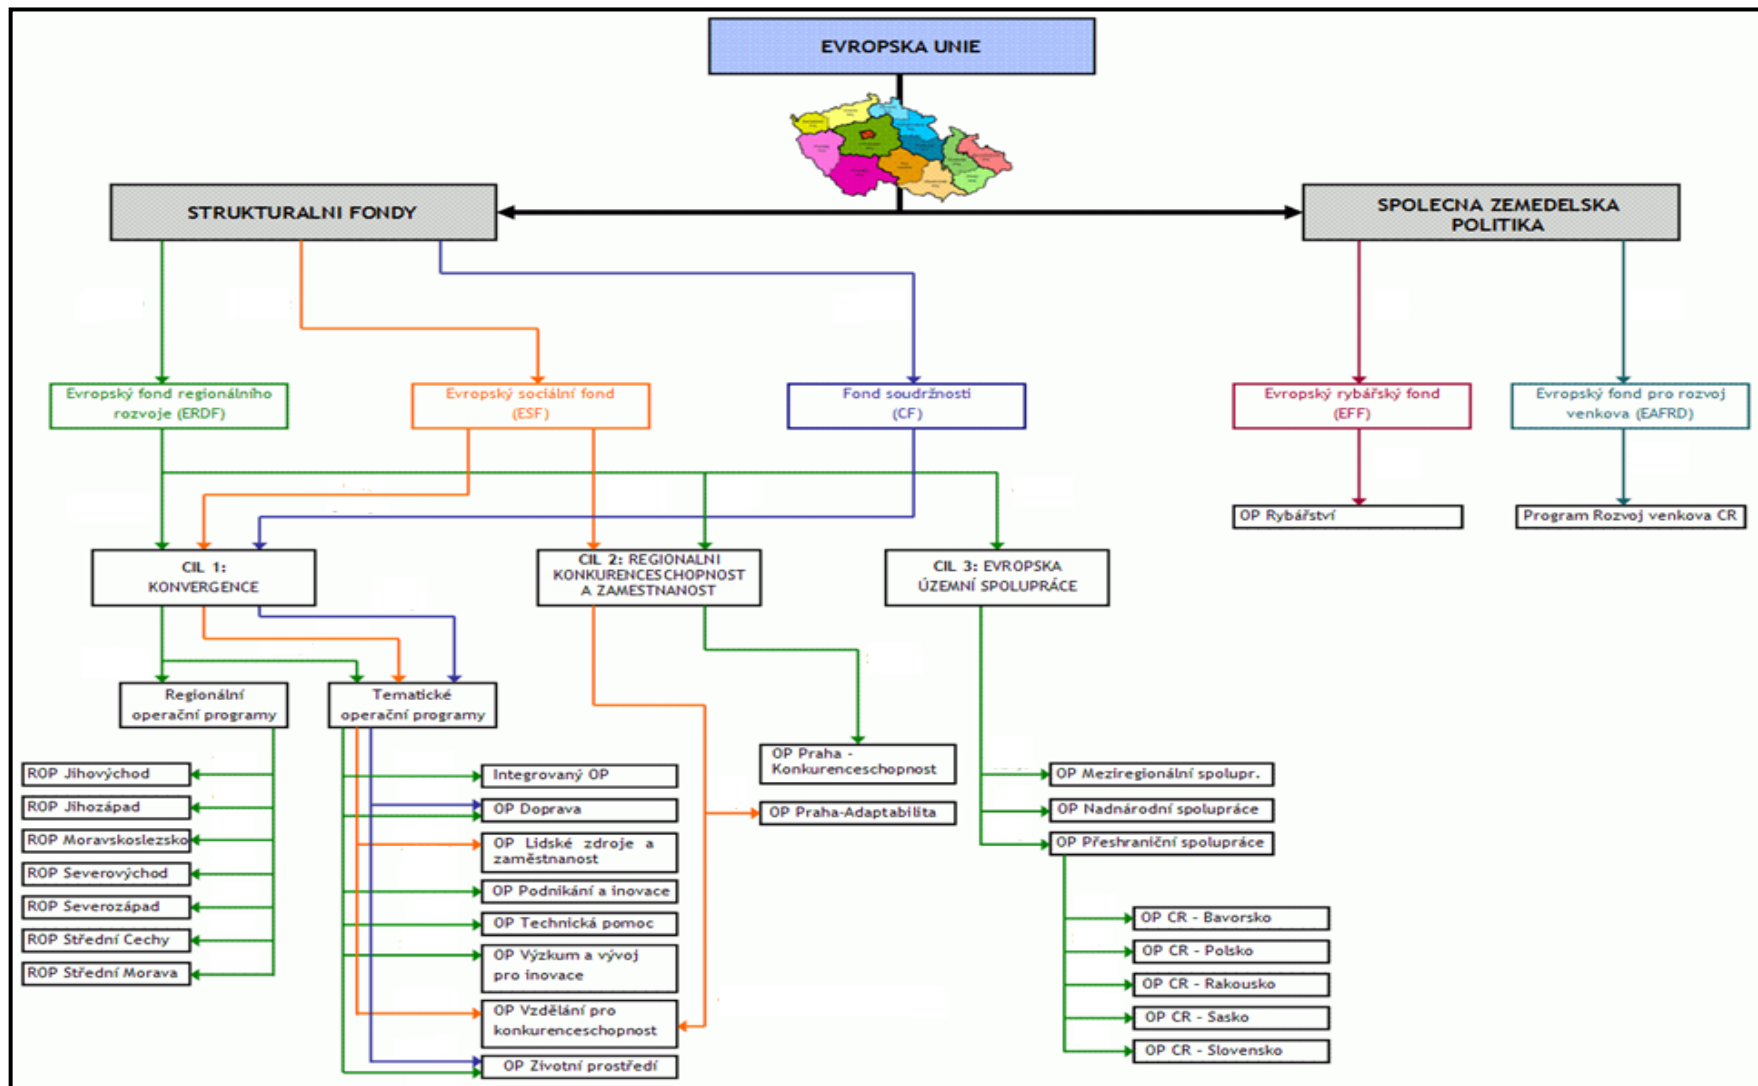 EVROPSKA UNIE
STRUKTURALNI FONDY
SPOLECNA ZEMEDELSKA
POLITIKA
Evropský fond regionálního
rozvoje (ERDF)
Evropský sociální fond
(ESF)
Fond soudržnosti
(CF)
Evropský rybářský fond
(EFF)
Evropský fond pro rozvoj
venkova (EAFRD)
OP Rybářství
Program Rozvoj venkova CR
CIL 1:
KONVERGENCE
CIL 2: REGIONALNI
KONKURENCESCHOPNOST
A ZAMESTNANOST
CIL 3: EVROPSKA
ÚZEMNÍ SPOLUPRÁCE
Regionální
operační programy
Tematické
operační programy
ROP Jihovýchod
ROP Jihozápad
ROP Moravskoslezsko
ROP Severovýchod
ROP Severozápad
ROP Střední Cechy
ROP Střední Morava
Integrovaný OP
OP Doprava
OP Lidské zdroje a
zaměstnanost
OP Podnikání a inovace
OP Technická pomoc
OP Výzkum a vývoj
pro inovace
OP Vzdělání pro
konkurenceschopnost
OP Zivotní prostředí
OP Praha -
Konkurenceschopnost
OP Praha-Adaptabilita
OP Meziregionální spolupr.
OP Nadnárodní spolupráce
OP Přeshraniční spolupráce
OP CR - Bavorsko
OP CR - Polsko
OP CR - Rakousko
OP CR - Sasko
OP CR - Slovensko